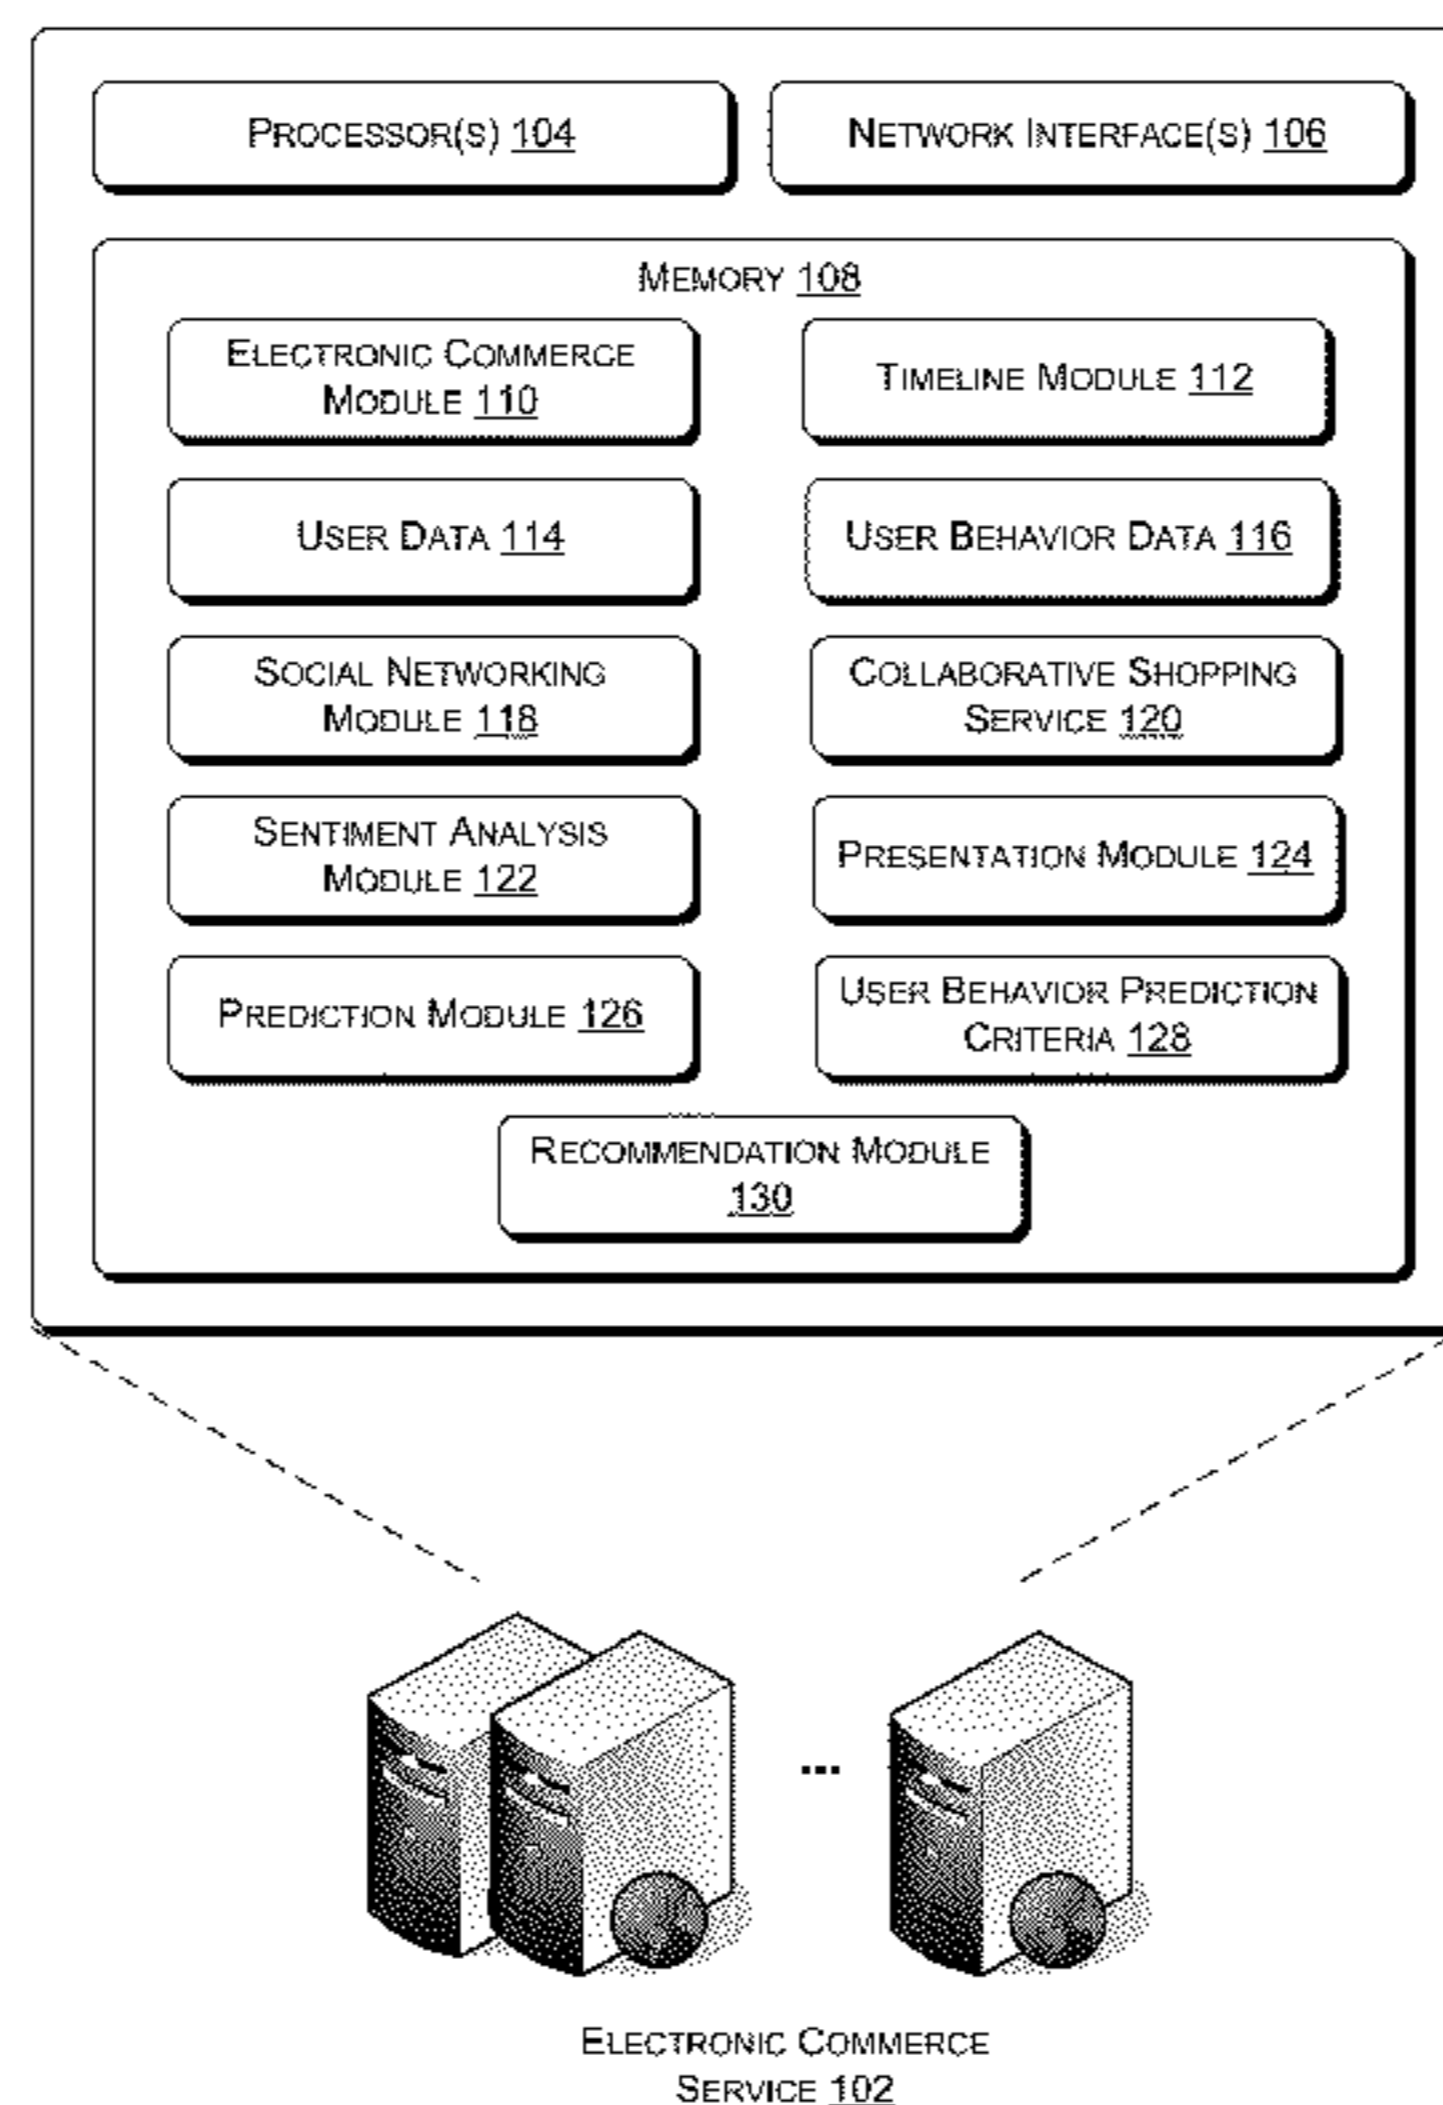 PROCESSOR(S) 104
NETWORK INTERFACE(S) 106
MEMORY 108
ELECTRONIC COMMERCE
MODULE 110
TIMELINE MODULE 112
USER DATA 114
USER BEHAVIOR DATA 116
SOCIAL NETWORKING
MODULE 118
COLLABORATIVE SHOPPING
SERVICE 120
SENTIMENT ANALYSIS
MODULE 122
PRESENTATION MODULE 124
PREDICTION MODULE 126
USER BEHAVIOR PREDICTION
CRITERIA 128
RECOMMENDATION MODULE
130
...
ELECTRONIC COMMERCE
SERVICE 102